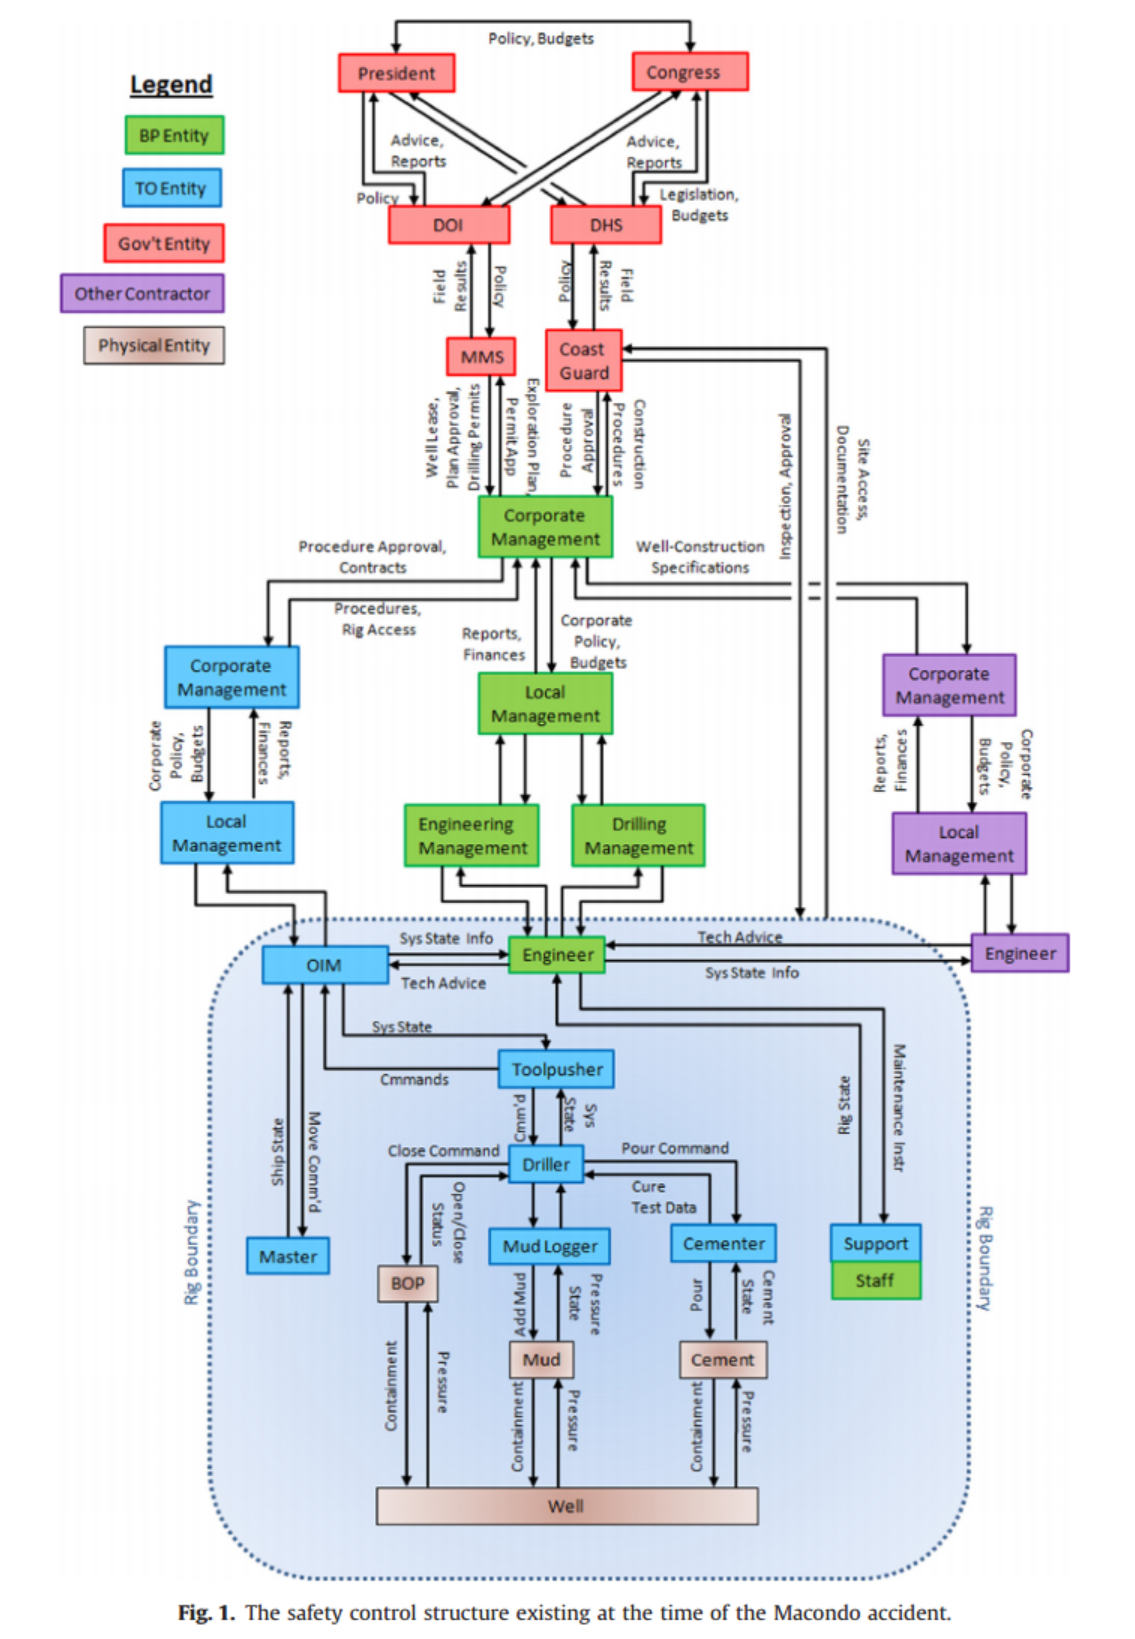 Policy, Budgets
President
Congress
Legend
BP Entity
TO Entity
Gov't Entity
Other Contractor
Physical Entity
Advice,
Reports
Advice,
Reports
Policy
Legislation,
Budgets
DOI
DHS
Field
Results
Policy
Policy
Results
Field
MMS
Coast
Guard
Well Lease,
Plan Approval,
Drilling Permits
Permit App
Exploration Plan,
Procedure
Approval
Procedures
Construction
Inspection, Approval
Site Access,
Documentation
Corporate
Management
Procedure Approval,
Contracts
Well-Construction
Specifications
Procedures,
Rig Access
Reports,
Finances
Corporate
Policy,
Budgets
Corporate
Management
Local
Management
Corporate
Management
Corporate
Policy,
Budgets
Reports,
Finances
Reports,
Finances
Corporate
Policy,
Budgets
Local
Management
Engineering
Management
Drilling
Management
Local
Management
OIM
Sys State Info
Tech Advice
Engineer
Tech Advice
Sys State Info
Engineer
Sys State
Cmmands
Toolpusher
Cmm'd
Sys
State
Rig State
Maintenance Instr
Ship State
Move Comm'd
Close Command
Driller
Pour Command
Open/Close
Status
Cure
Test Data
Rig Boundary
Rig Boundary
Master
Mud Logger
Cementer
Support
Staff
BOP
Add Mud
Pressure
State
Pour
Cement
State
Mud
Cement
Containment
Pressure
Containment
Pressure
Containment
Pressure
Well
Fig. 1. The safety control structure existing at the time of the Macondo accident.